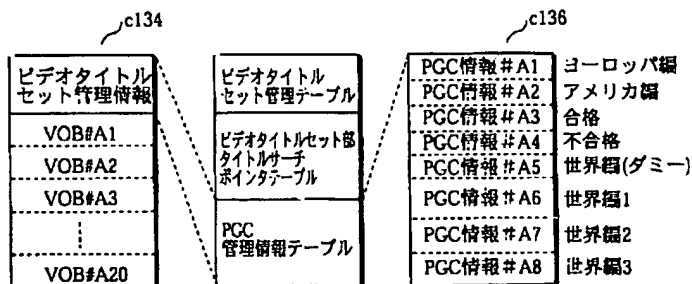 c134
c136
ビデオタイトル
セット管理情報
VOB#A1
VOB#A2
VOB#A3
VOB#A20
ビデオタイトル
セット管理テーブル
ビデオタイトルセット部
タイトルサーチ
ポインタテーブル
PGC
管理情報テーブル
PGC情報#A1 ヨーロッパ編
PGC情報#A2 アメリカ編
PGC情報#A3 合格
PGC情報#A4 不合格
PGC情報#A5 世界編(ダミー)
PGC情報#A6 世界編1
PGC情報#A7 世界編2
PGC情報#A8 世界編3